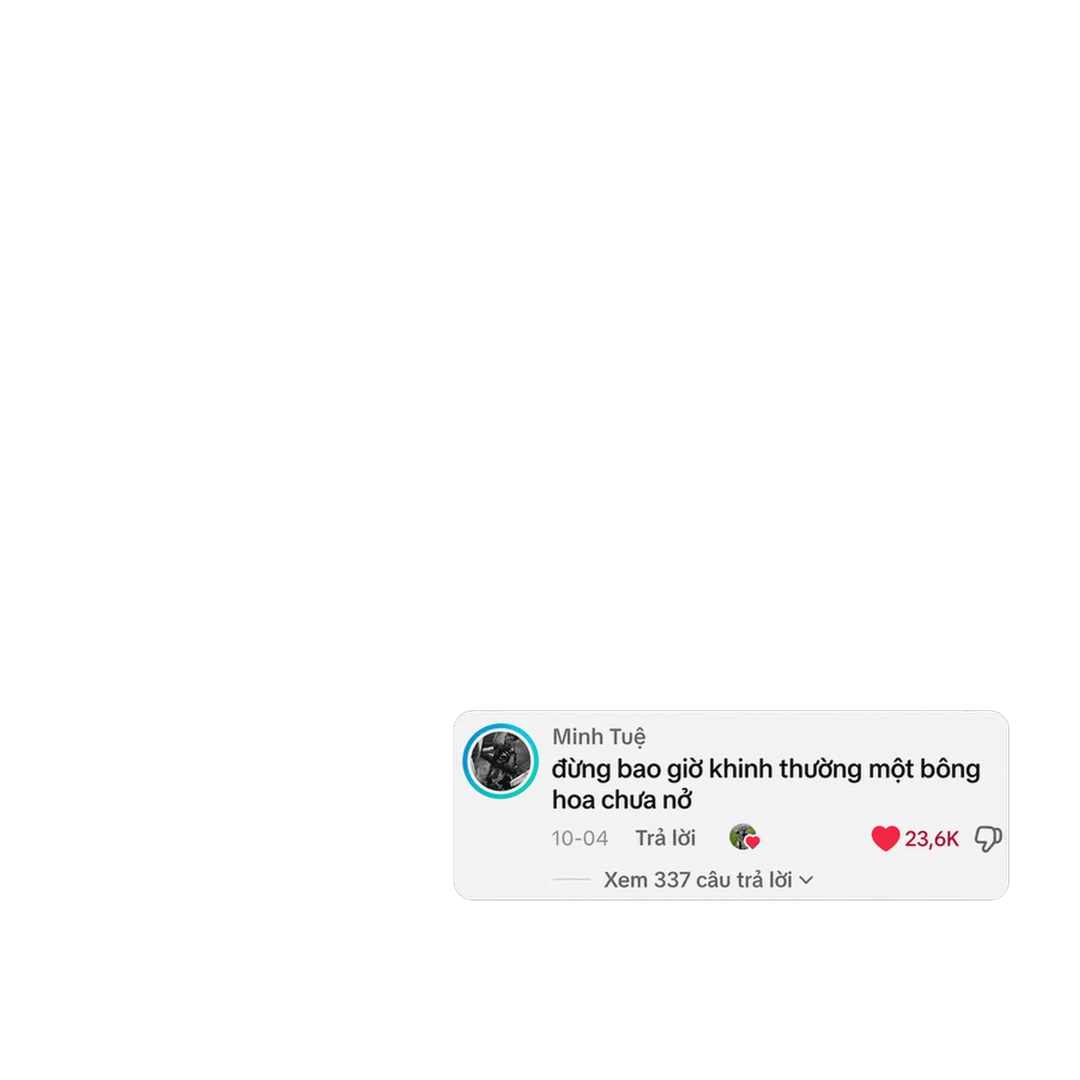 Minh Tuệ
đừng bao giờ khinh thường một bông
hoa chưa nở
10-04 Trả lời 23,6K
Xem 337 câu trả lời